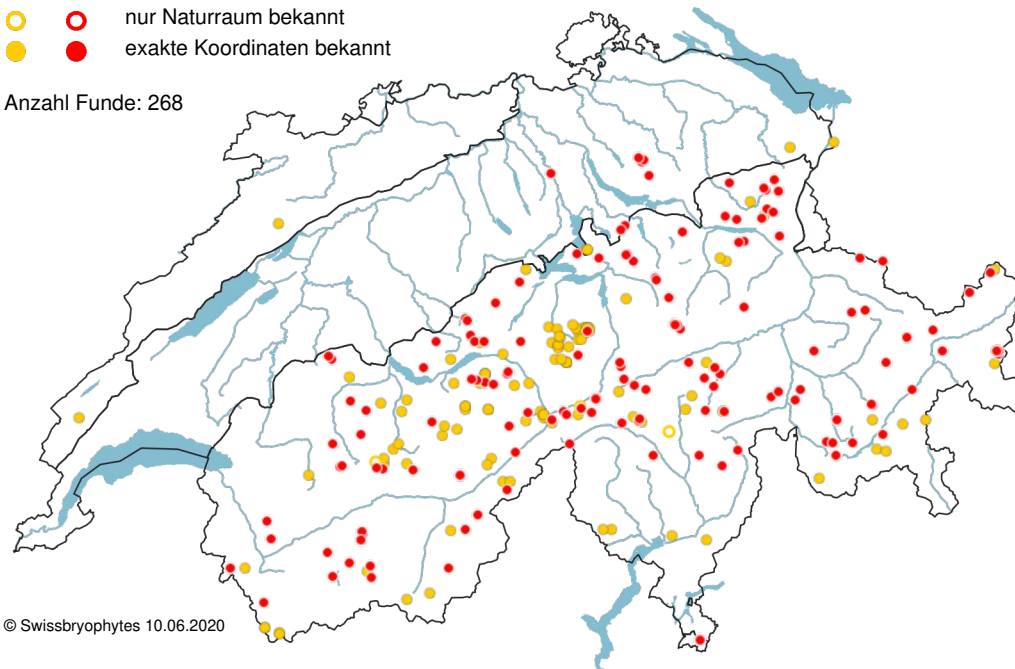 nur Naturraum bekannt
exakte Koordinaten bekannt
Anzahl Funde: 268
© Swissbryophytes 10.06.2020